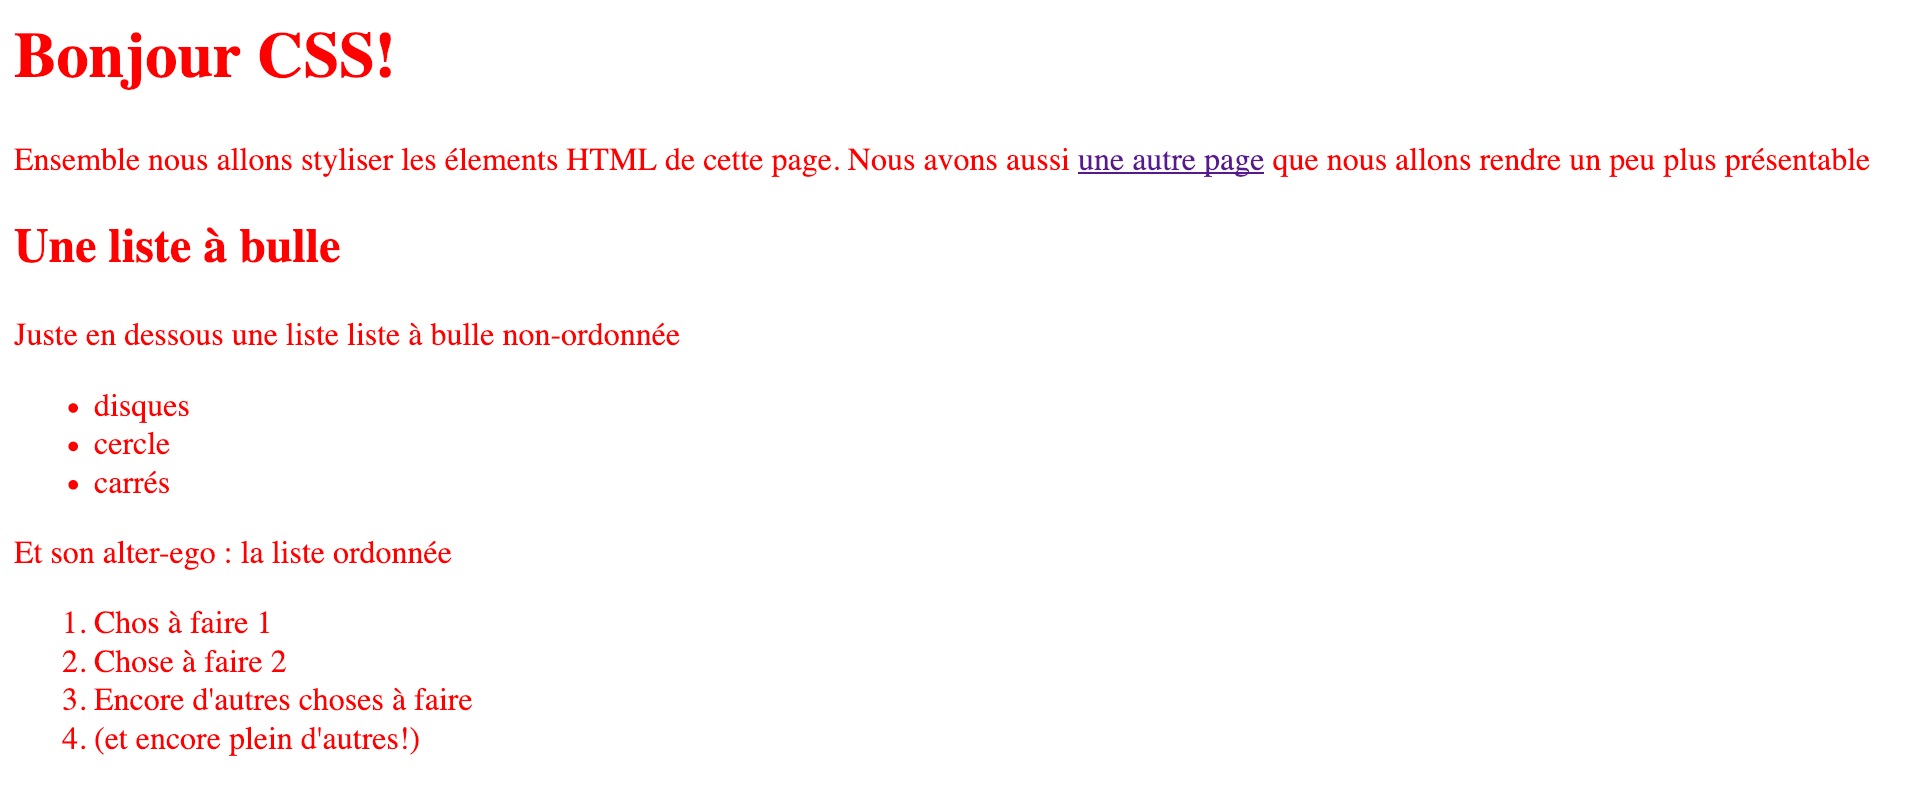 Bonjour CSS!
Ensemble nous allons styliser les élements HTML de cette page. Nous avons aussi une autre page que nous allons rendre un peu plus présentable
Une liste à bulle
Juste en dessous une liste liste à bulle non-ordonnée
• disques
• cercle
• carrés
Et son alter-ego : la liste ordonnée
1. Chos à faire 1
2. Chose à faire 2
3. Encore d'autres choses à faire
4. (et encore plein d'autres!)